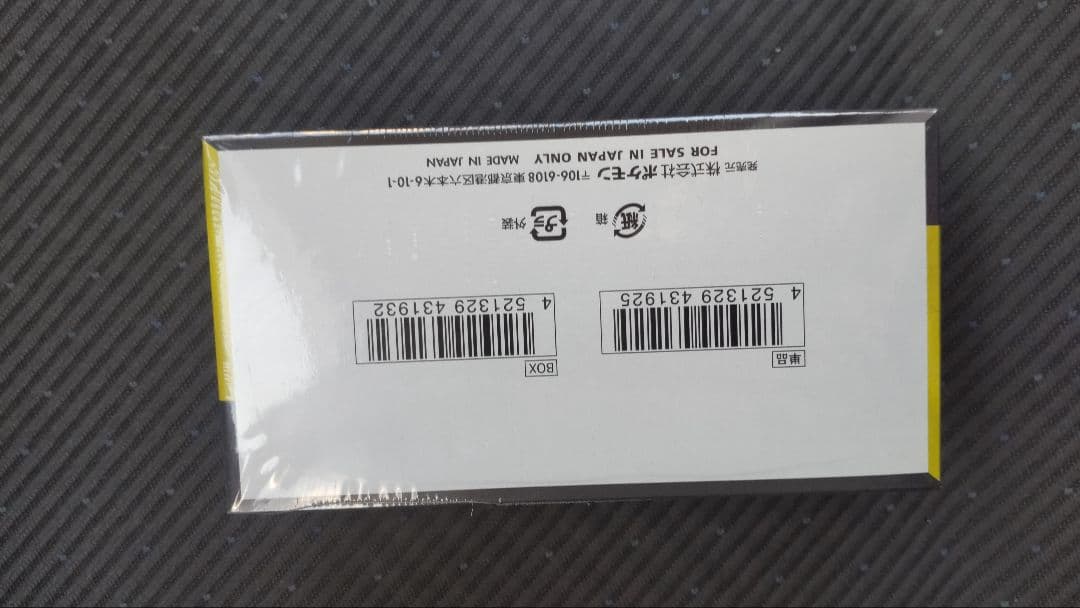 単品
4 521329 431925
BOX
4 521329 431932
紙 箱
プラ 外装
発売元 株式会社ポケモン 〒106-6108 東京都港区六本木6-10-1
FOR SALE IN JAPAN ONLY MADE IN JAPAN